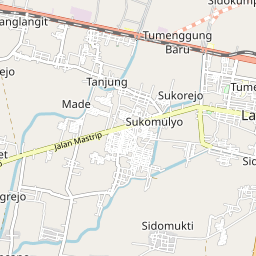 Sidokump
anglangit
Tumenggung
Baru
rejo
Tanjung
Tume
Made
Sukorejo
La
Sukomulyo
Jalan Mastrip
et
Sid
grejo
Sidomukti